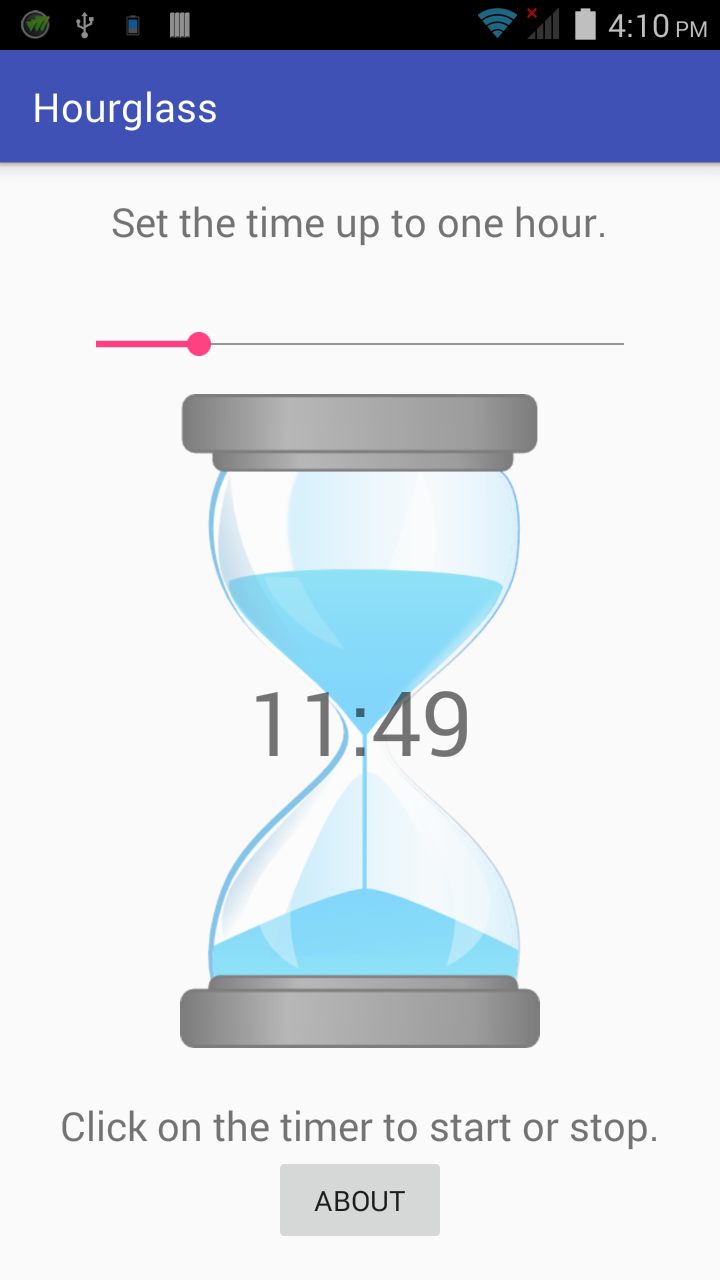 4:10 PM
Hourglass
Set the time up to one hour.
11:49
Click on the timer to start or stop.
ABOUT